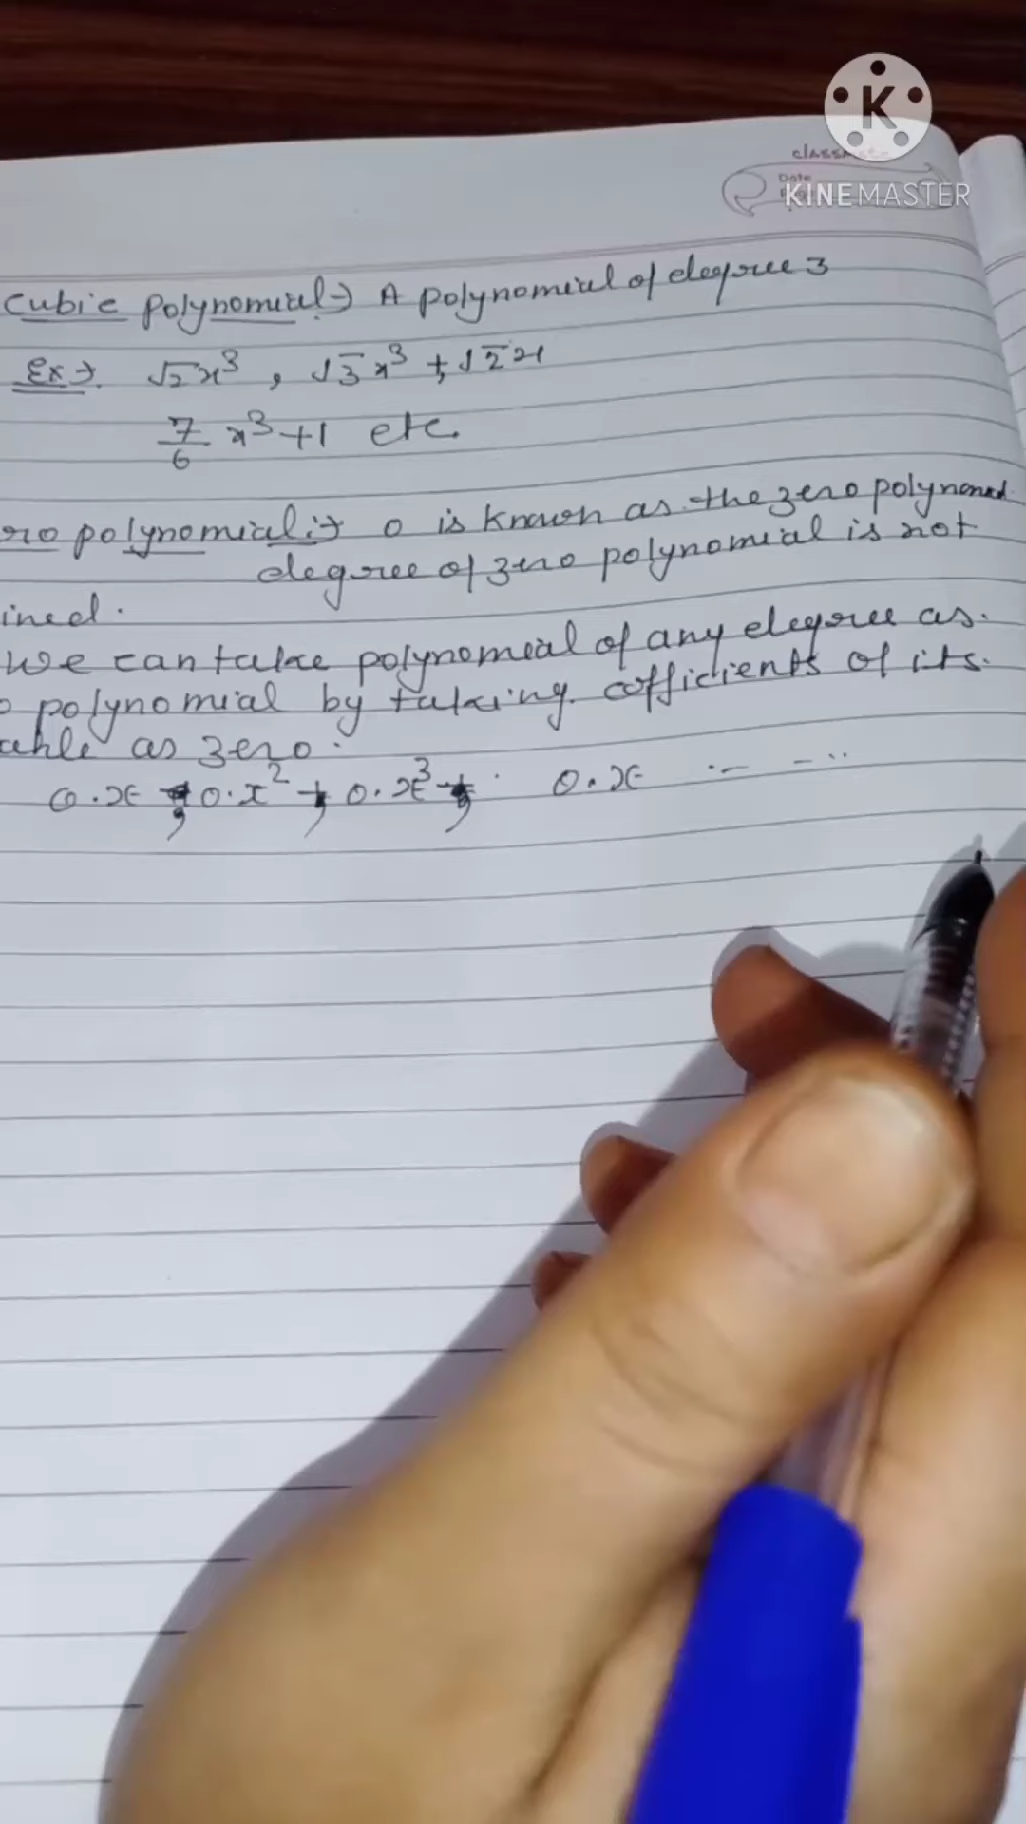 classmate
Date
KINEMASTER
Cubic polynomial → A polynomial of degree 3
Ex → √2x³ , √3x³ + √2x
7/6 x³+1 etc.
ro polynomial :→ 0 is known as the zero polynomial
degree of zero polynomial is not
ined.
we can take polynomial of any degree as
o polynomial by taking cofficients of its
able as zero.
0.x , 0.x² , 0.x³ , 0.x